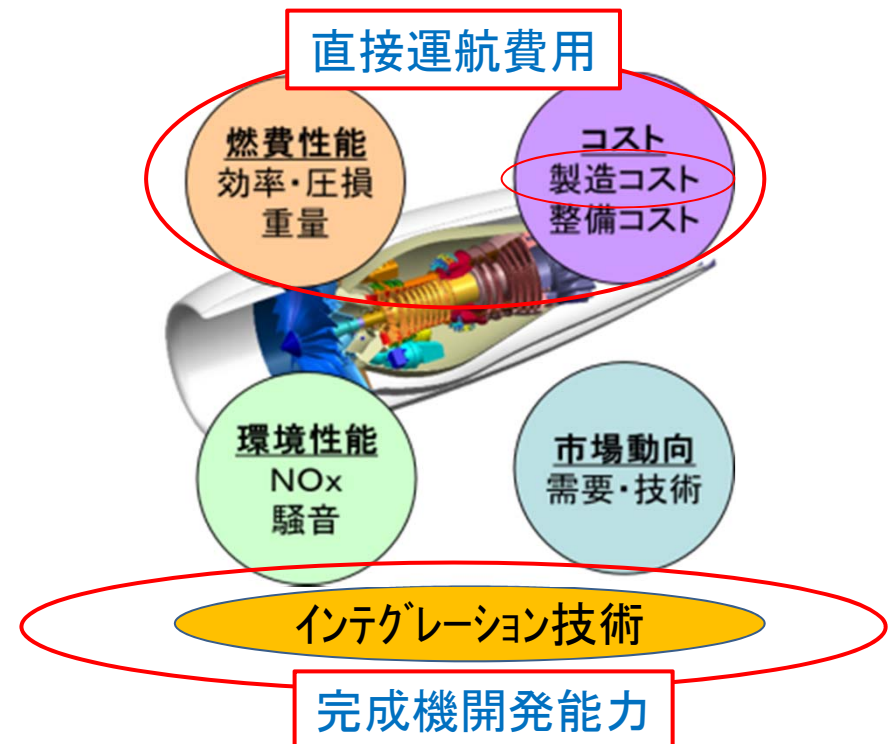 直接運航費用
燃費性能
効率・圧損
重量
コスト
製造コスト
整備コスト
環境性能
NOx
騒音
市場動向
需要・技術
インテグレーション技術
完成機開発能力